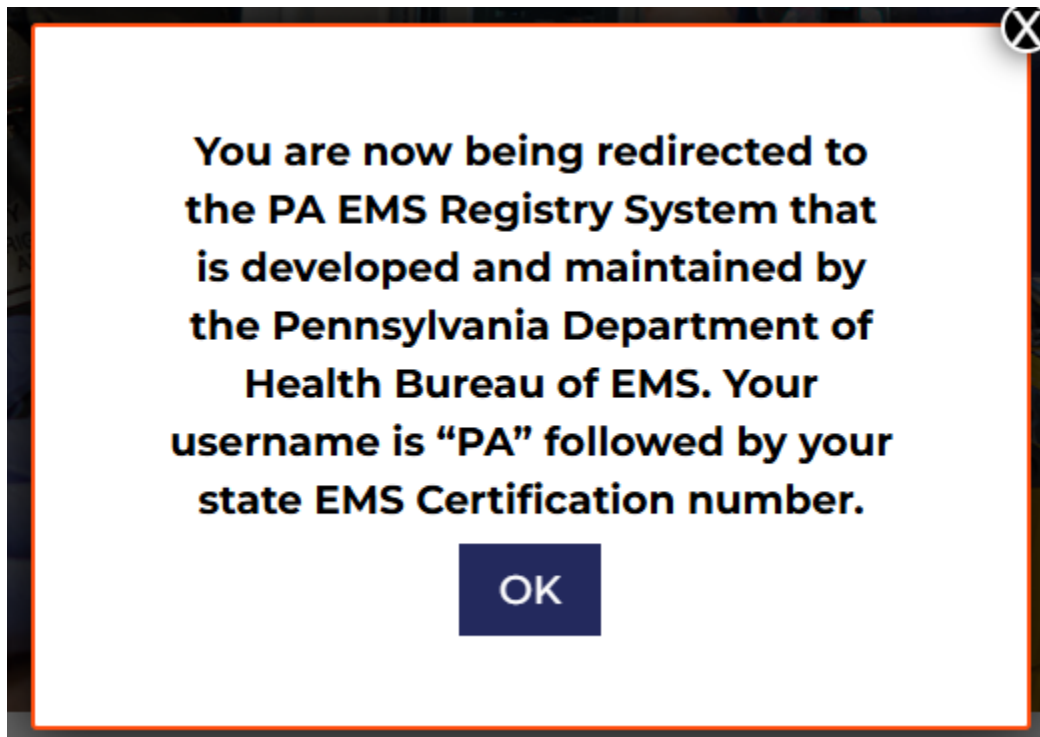 X
You are now being redirected to
the PA EMS Registry System that
is developed and maintained by
the Pennsylvania Department of
Health Bureau of EMS. Your
username is “PA” followed by your
state EMS Certification number.
OK